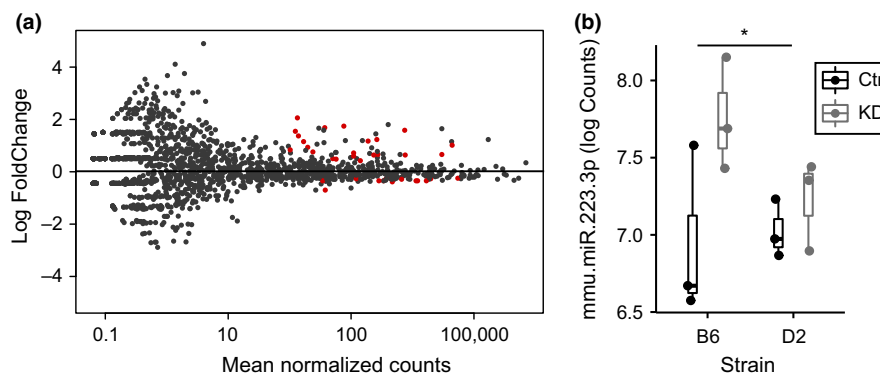 (a)
Log FoldChange
4
2
0
–2
–4
0.1
10
100
100,000
Mean normalized counts
(b)
*
mmu.miR.223.3p (log Counts)
8.0
7.5
7.0
6.5
B6
D2
Strain
Ctr
KD